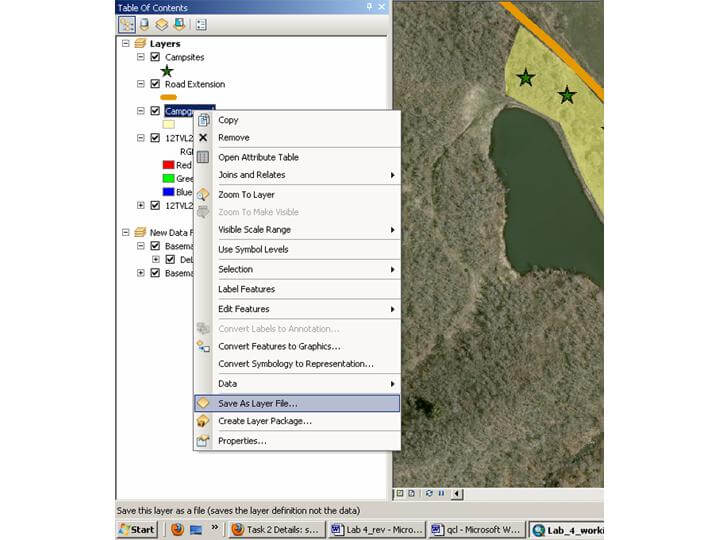 Table Of Contents
Layers
Campsites
Road Extension
12TVL2
RG
Red
Gree
Blue
12TVL2
New Data F
Basema
DeL
Basema
Copy
Remove
Open Attribute Table
Joins and Relates
Zoom To Layer
Zoom To Make Visible
Visible Scale Range
Use Symbol Levels
Selection
Label Features
Edit Features
Convert Labels to Annotation...
Convert Features to Graphics...
Convert Symbology to Representation...
Data
Save As Layer File...
Create Layer Package...
Properties...
Save this layer as a file (saves the layer definition not the data)
Start
»
Task 2 Details: s...
Lab 4_rev - Micro...
qcl - Microsoft W...
Lab_4_worki